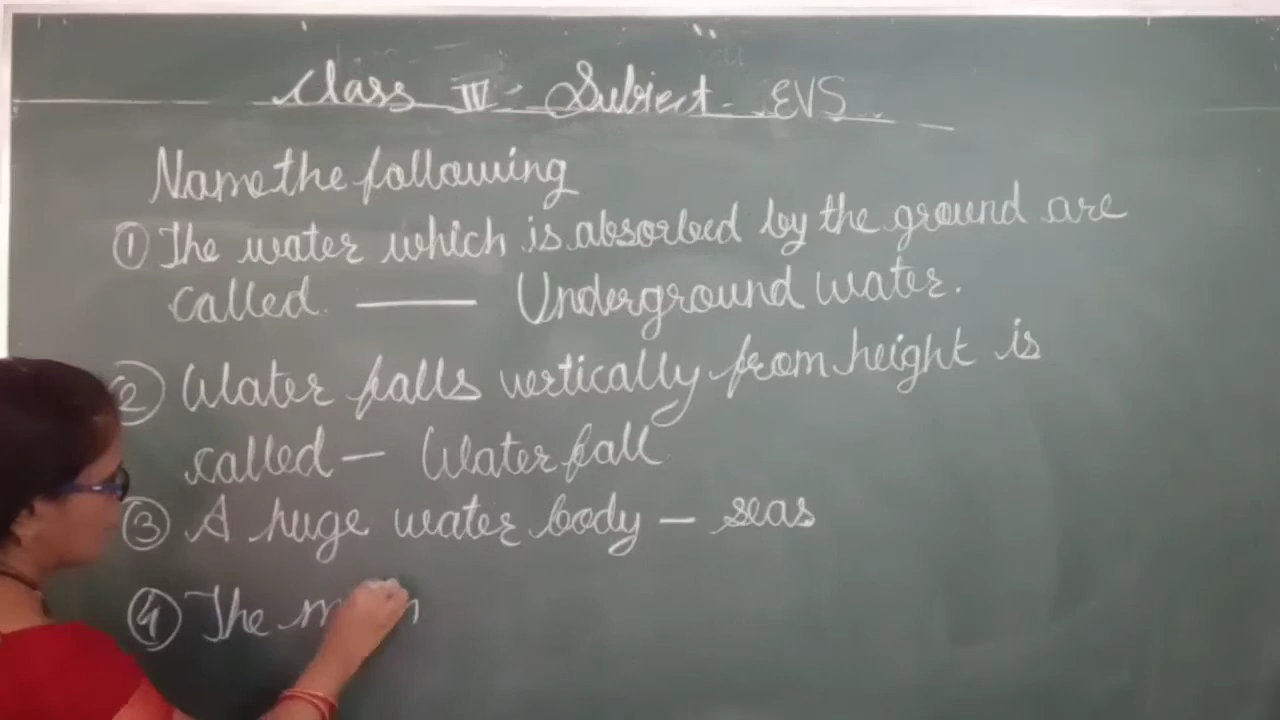 Class IV Subject - EVS
Name the following
① The water which is absorbed by the ground are
called. —— Underground water.
② Water falls vertically from height is
called — Waterfall
③ A huge water body — seas
④ The